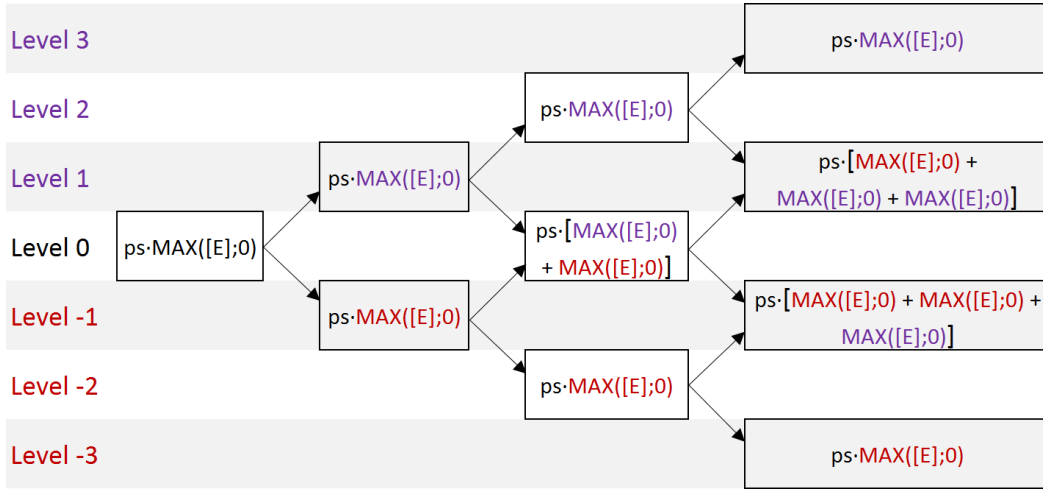 Level 3
ps·MAX([E];0)
Level 2
ps·MAX([E];0)
Level 1
ps·MAX([E];0)
ps·[MAX([E];0) +
MAX([E];0) + MAX([E];0)]
Level 0
ps·MAX([E];0)
ps·[MAX([E];0)
+ MAX([E];0)]
Level -1
ps·MAX([E];0)
ps·[MAX([E];0) + MAX([E];0) +
MAX([E];0)]
Level -2
ps·MAX([E];0)
Level -3
ps·MAX([E];0)